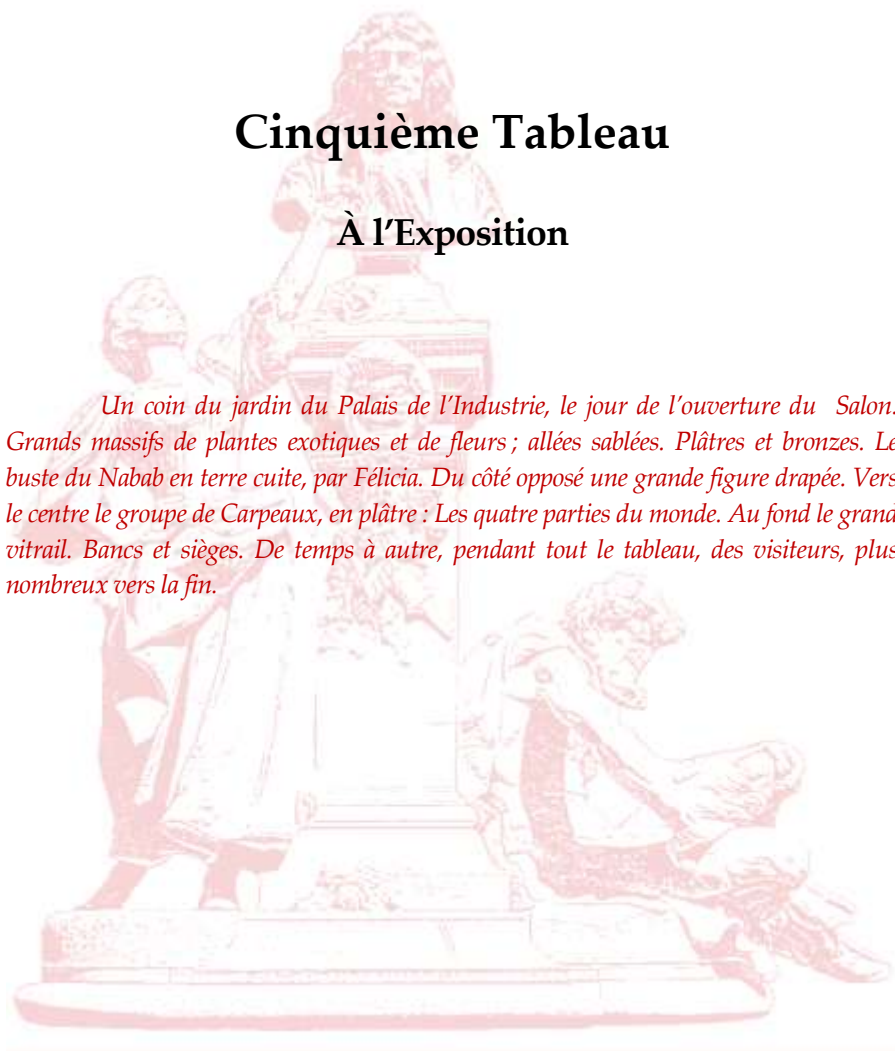 Cinquième Tableau
À l’Exposition
Un coin du jardin du Palais de l’Industrie, le jour de l’ouverture du Salon.
Grands massifs de plantes exotiques et de fleurs ; allées sablées. Plâtres et bronzes. Le
buste du Nabab en terre cuite, par Félicia. Du côté opposé une grande figure drapée. Vers
le centre le groupe de Carpeaux, en plâtre : Les quatre parties du monde. Au fond le grand
vitrail. Bancs et sièges. De temps à autre, pendant tout le tableau, des visiteurs, plus
nombreux vers la fin.